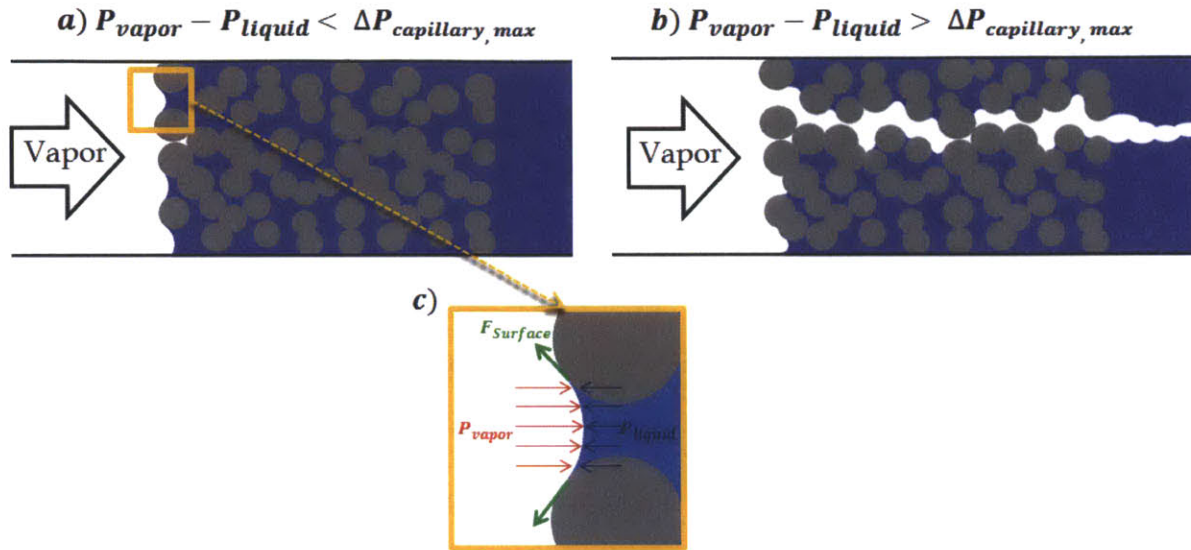 a) P_vapor − P_liquid < ΔP_capillary,max
b) P_vapor − P_liquid > ΔP_capillary,max
Vapor
Vapor
c)
F_Surface
P_vapor
P_liquid